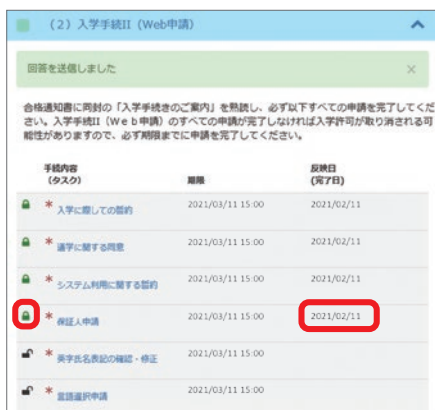 （2）入学手続II（Web申請）
回答を送信しました ×
合格通知書に同封の「入学手続きのご案内」を熟読し、必ず以下すべての申請を完了してくだ
さい。入学手続II（Ｗｅｂ申請）のすべての申請が完了しなければ入学許可が取り消される可
能性がありますので、必ず期限までに申請を完了してください。
手続内容 反映日
（タスク） 期限 (完了日)
* 入学に際しての誓約 2021/03/11 15:00 2021/02/11
* 通学に関する同意 2021/03/11 15:00 2021/02/11
* システム利用に関する誓約 2021/03/11 15:00 2021/02/11
* 保証人申請 2021/03/11 15:00 2021/02/11
* 英字氏名表記の確認・修正 2021/03/11 15:00
* 言語選択申請 2021/03/11 15:00